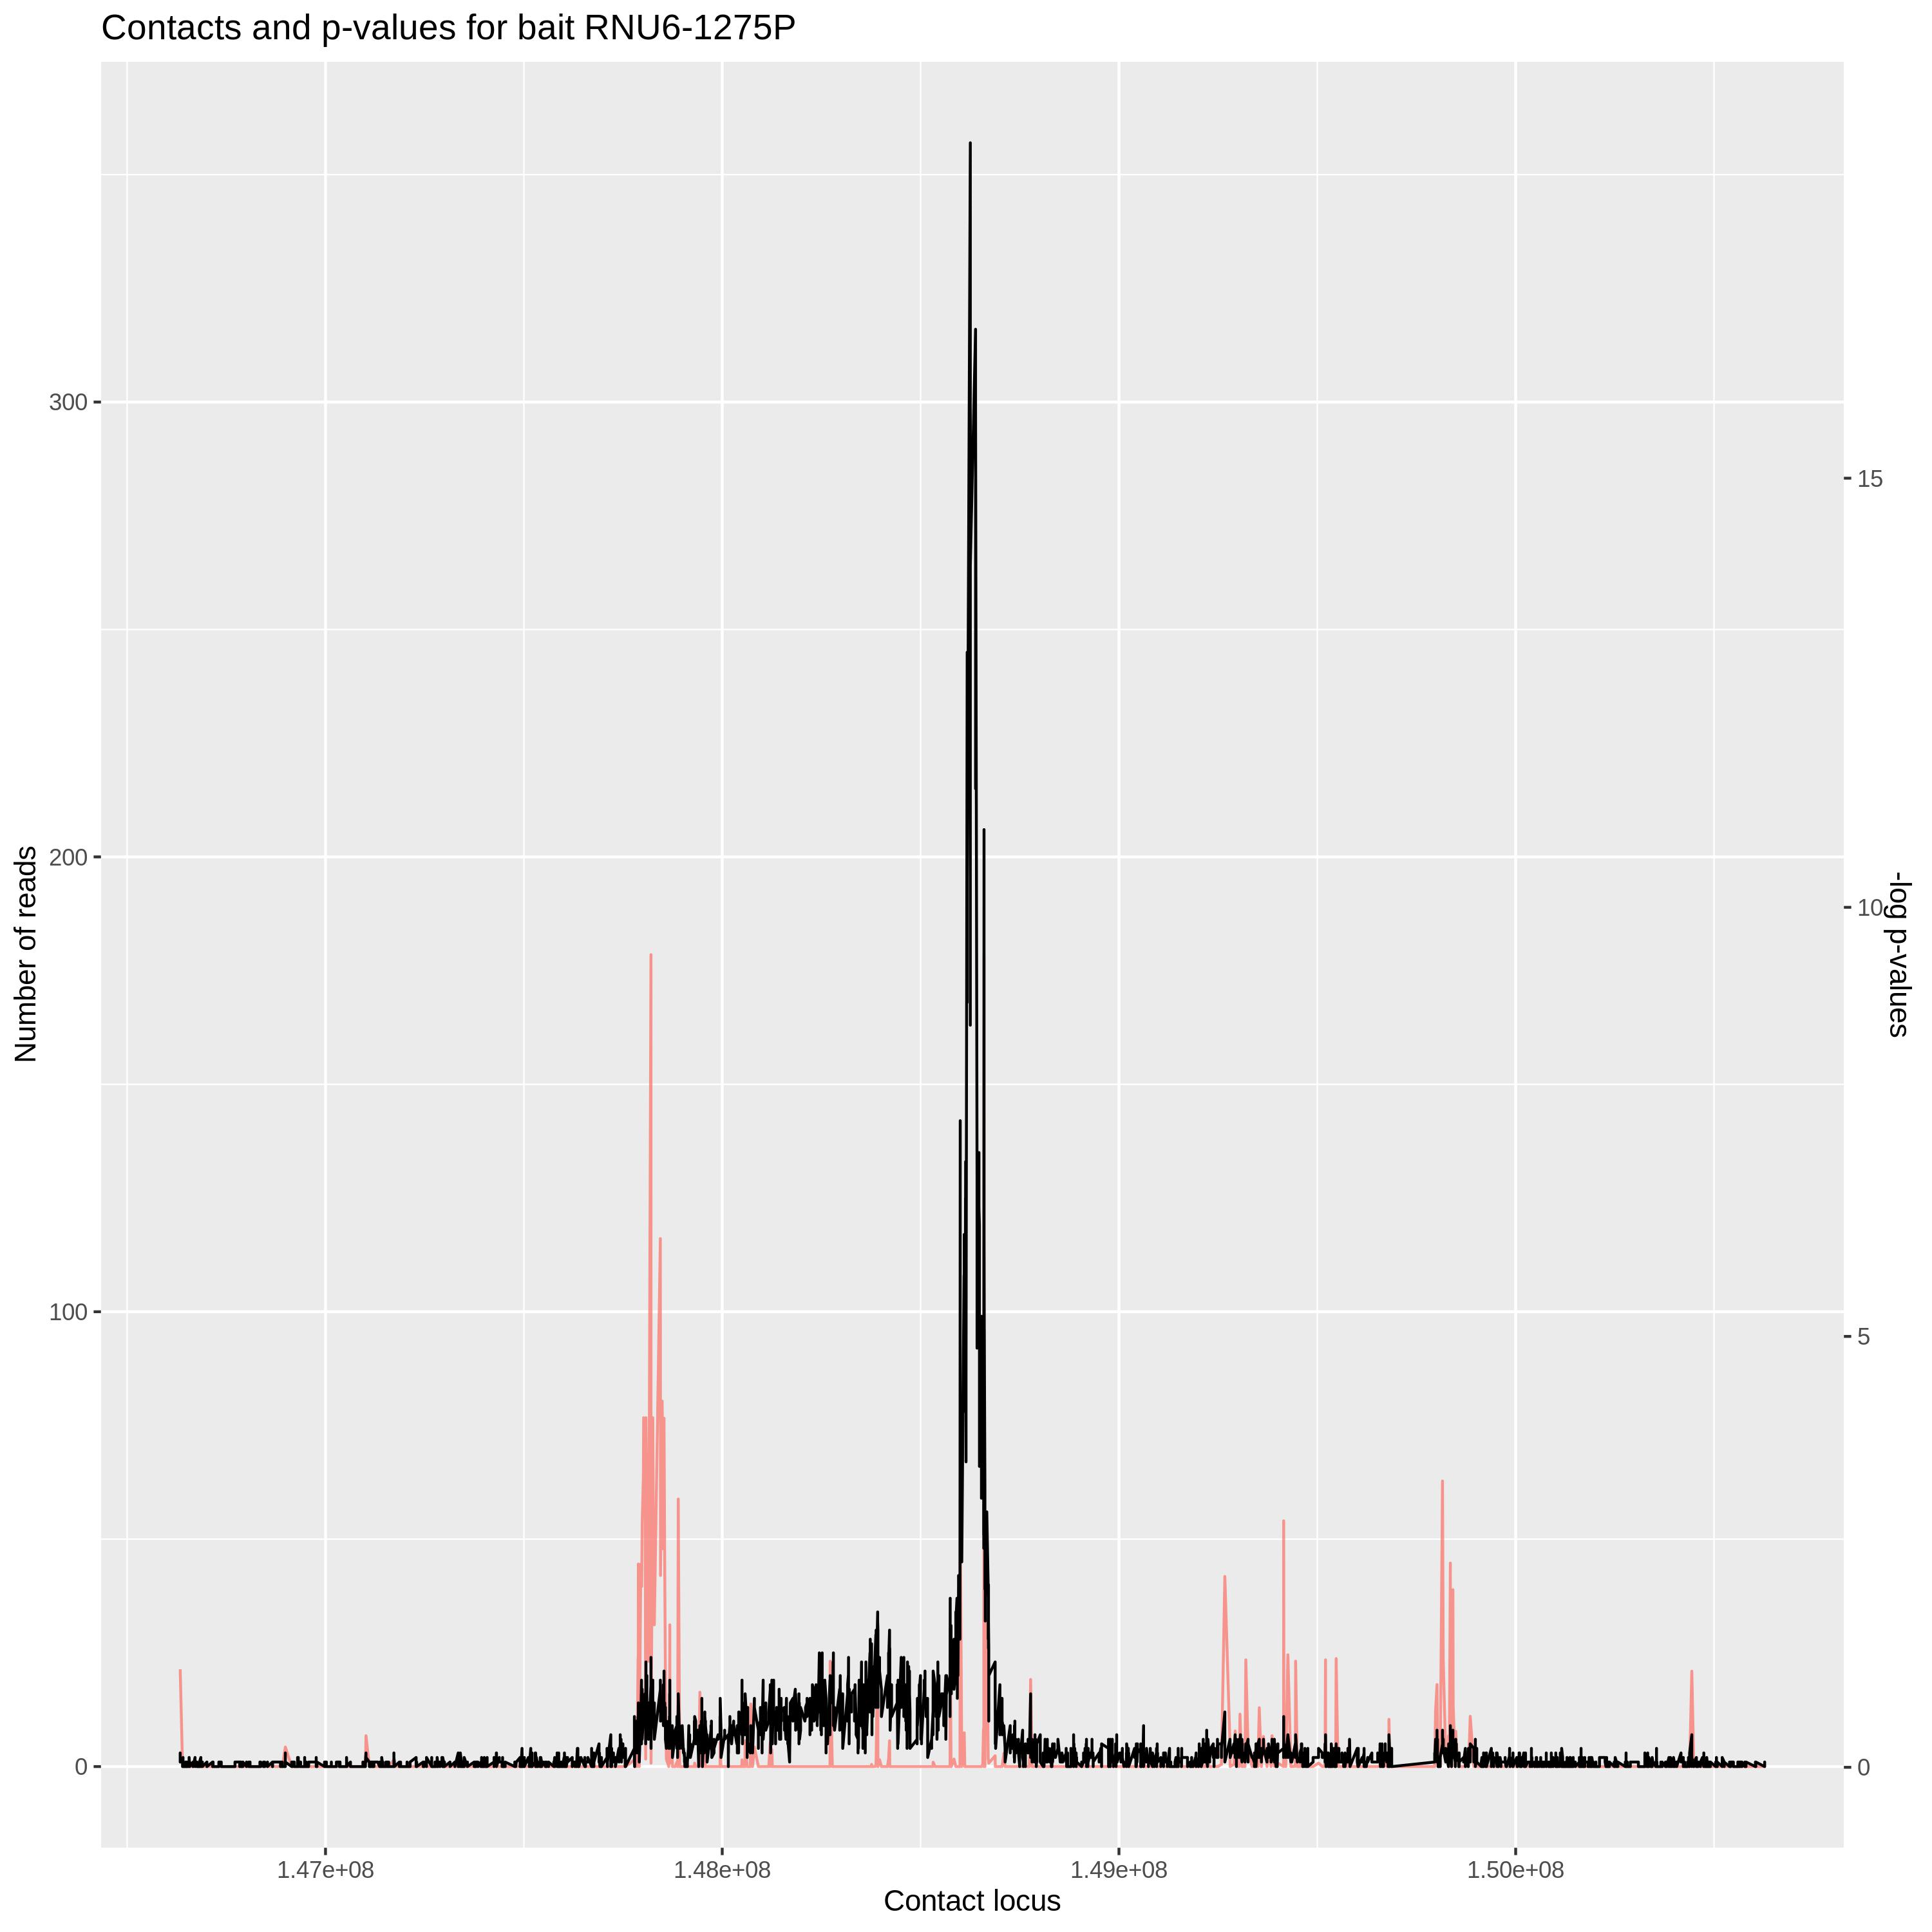 Contacts and p-values for bait RNU6-1275P
Number of reads
300
200
100
0
15
10
5
0
-log p-values
1.47e+08
1.48e+08
1.49e+08
1.50e+08
Contact locus